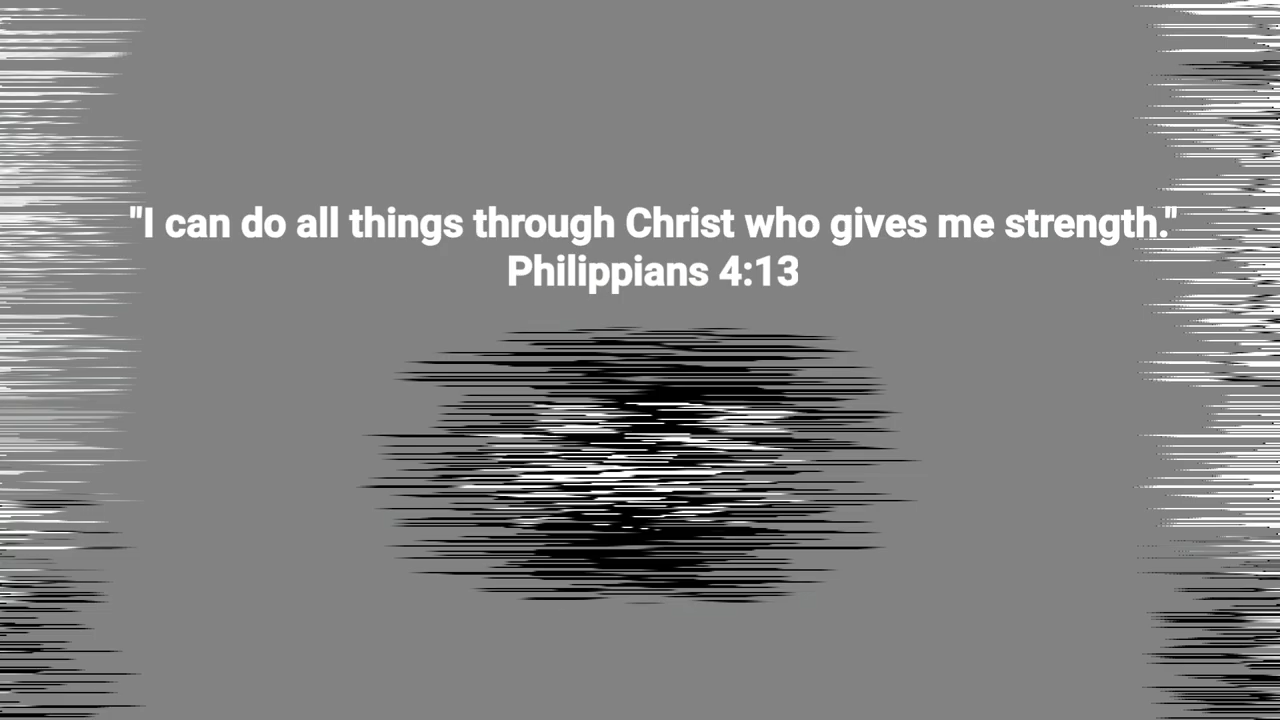 "I can do all things through Christ who gives me strength."
Philippians 4:13